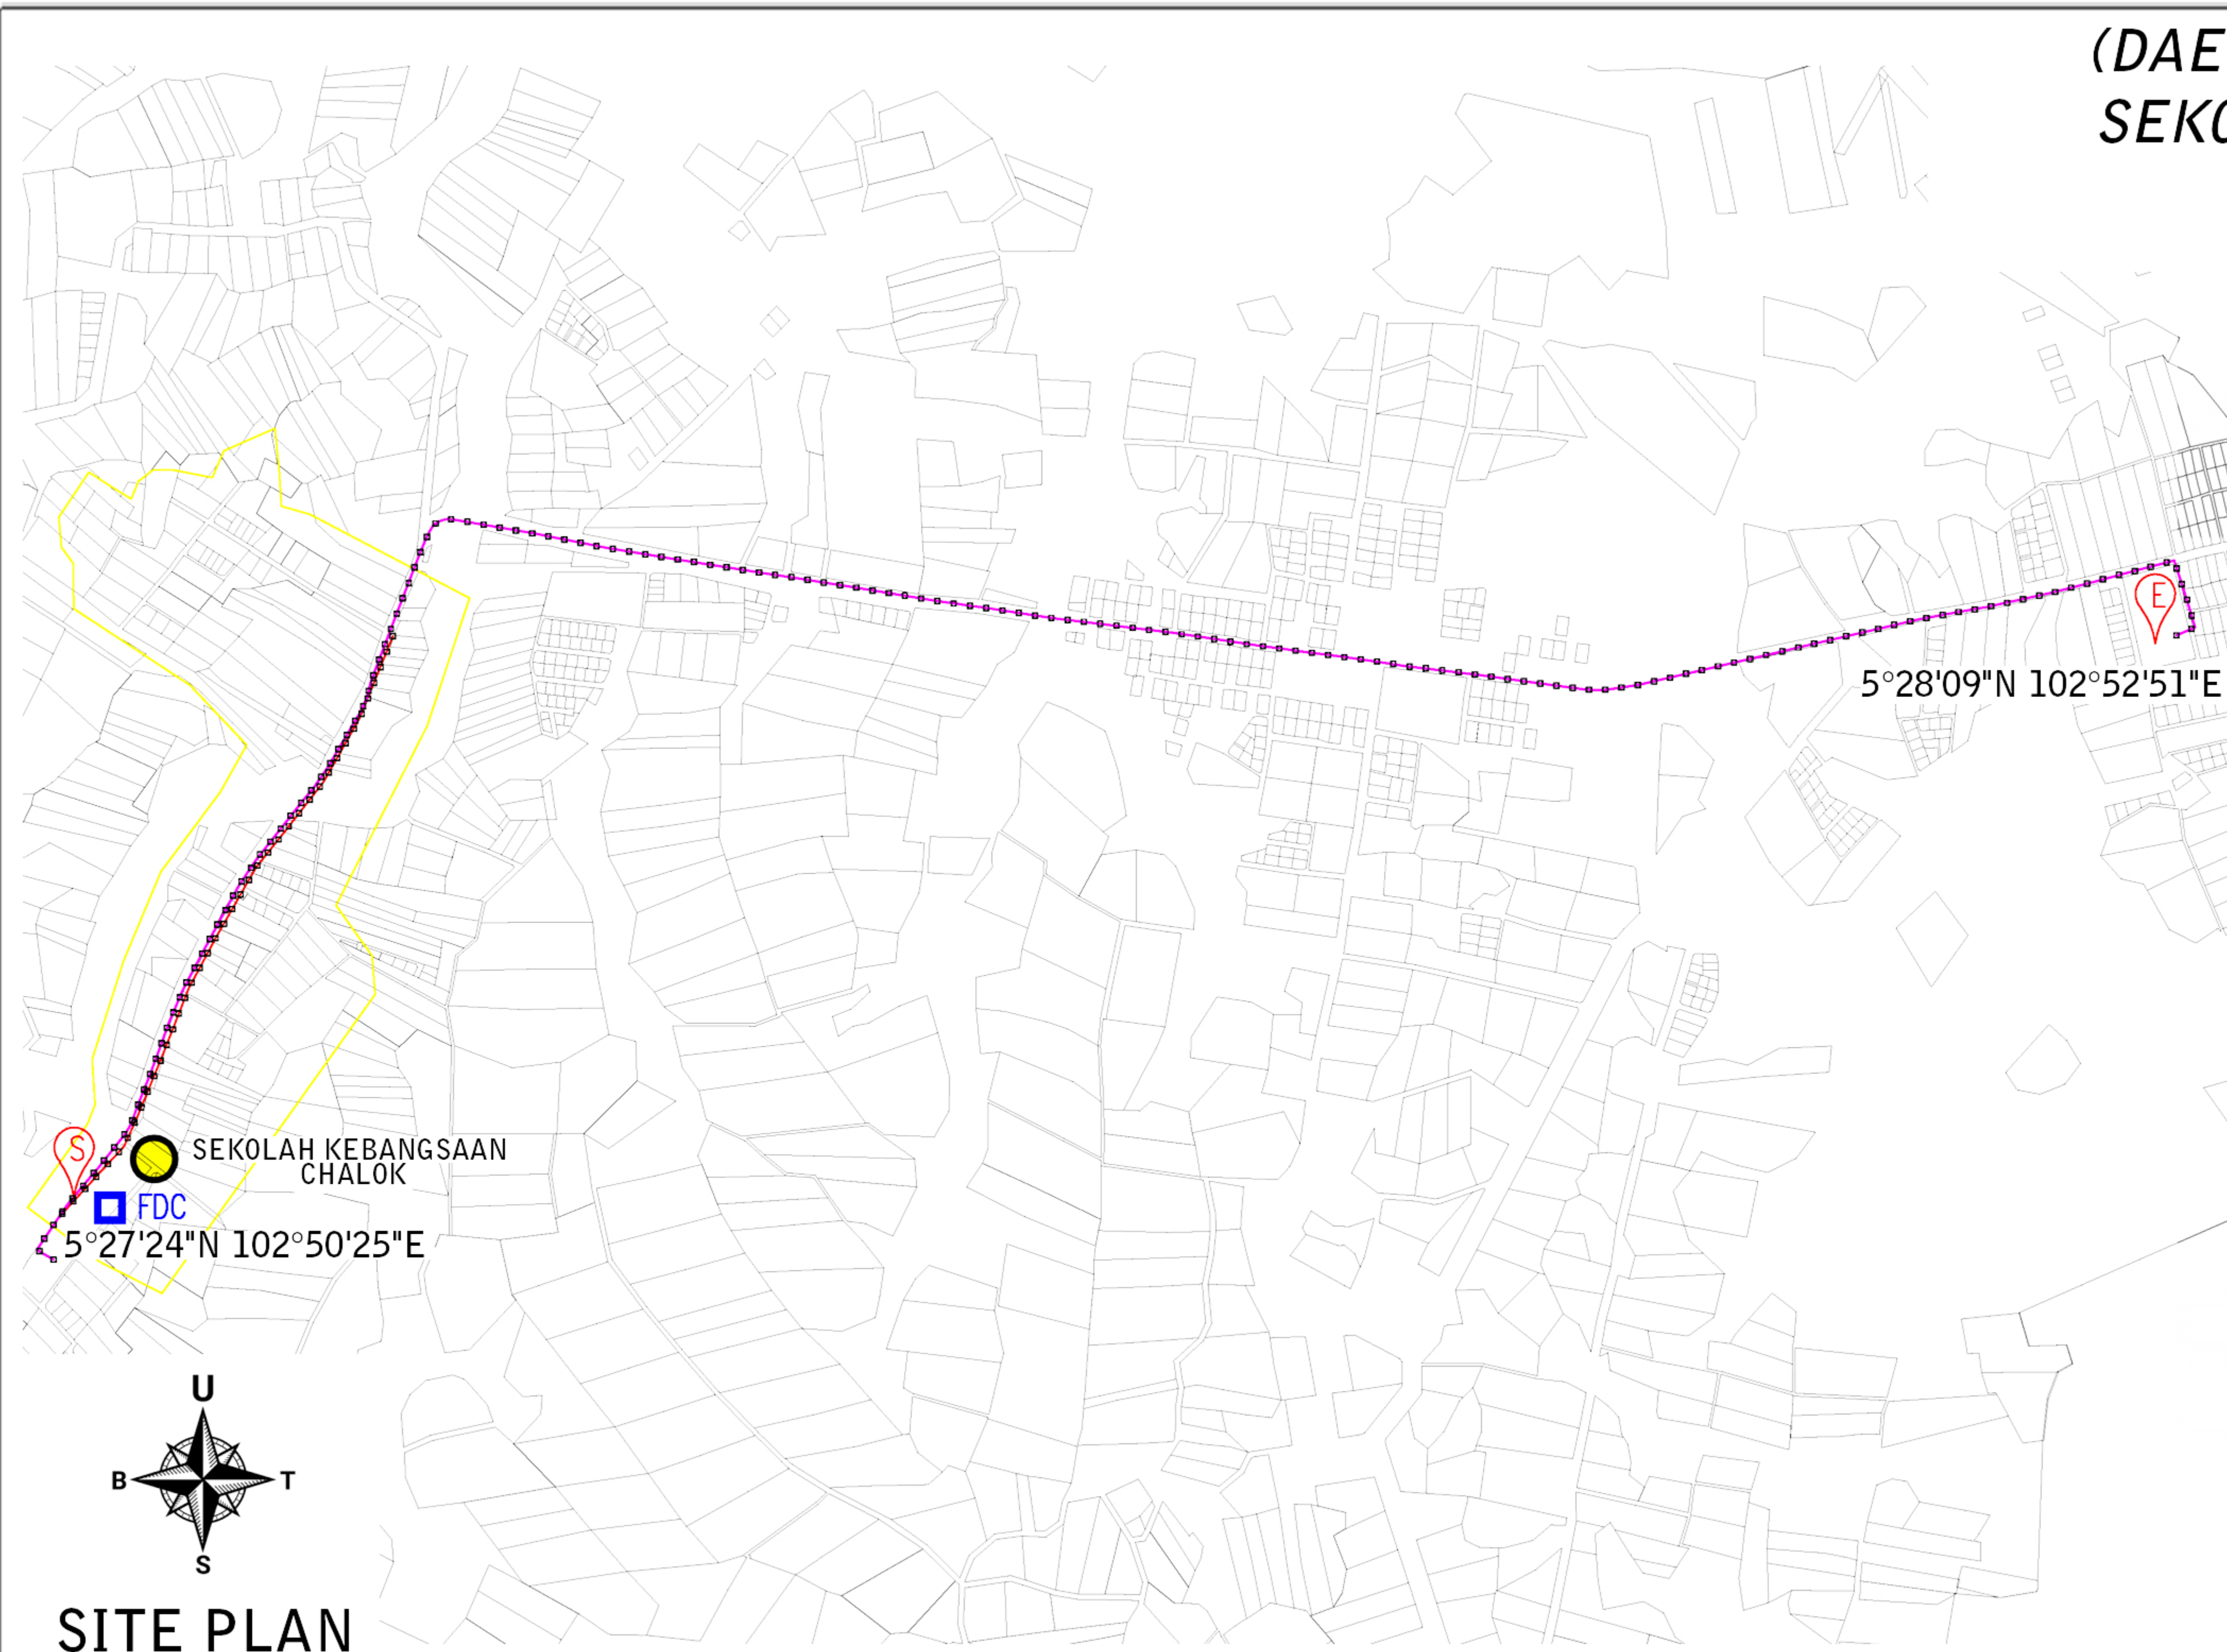 (DAE
SEKO
E
5°28'09"N 102°52'51"E
S
SEKOLAH KEBANGSAAN
CHALOK
FDC
5°27'24"N 102°50'25"E
U
B T
S
SITE PLAN